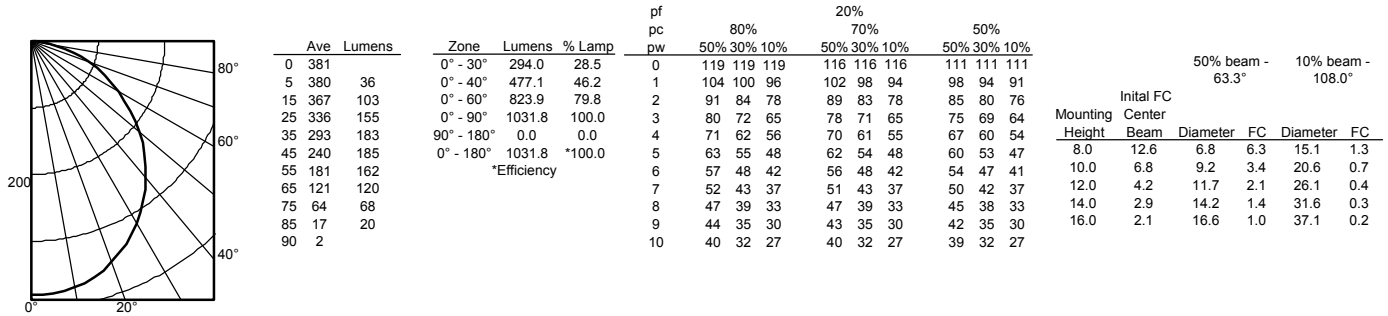 80°
60°
40°
200
0° 20°
Ave Lumens
0 381
5 380 36
15 367 103
25 336 155
35 293 183
45 240 185
55 181 162
65 121 120
75 64 68
85 17 20
90 2
Zone Lumens % Lamp
0° - 30° 294.0 28.5
0° - 40° 477.1 46.2
0° - 60° 823.9 79.8
0° - 90° 1031.8 100.0
90° - 180° 0.0 0.0
0° - 180° 1031.8 *100.0
*Efficiency
pf 20%
pc 80% 70% 50%
pw 50% 30% 10% 50% 30% 10% 50% 30% 10%
0 119 119 119 116 116 116 111 111 111
1 104 100 96 102 98 94 98 94 91
2 91 84 78 89 83 78 85 80 76
3 80 72 65 78 71 65 75 69 64
4 71 62 56 70 61 55 67 60 54
5 63 55 48 62 54 48 60 53 47
6 57 48 42 56 48 42 54 47 41
7 52 43 37 51 43 37 50 42 37
8 47 39 33 47 39 33 45 38 33
9 44 35 30 43 35 30 42 35 30
10 40 32 27 40 32 27 39 32 27
50% beam - 10% beam -
63.3° 108.0°
Inital FC
Mounting Center
Height Beam Diameter FC Diameter FC
8.0 12.6 6.8 6.3 15.1 1.3
10.0 6.8 9.2 3.4 20.6 0.7
12.0 4.2 11.7 2.1 26.1 0.4
14.0 2.9 14.2 1.4 31.6 0.3
16.0 2.1 16.6 1.0 37.1 0.2